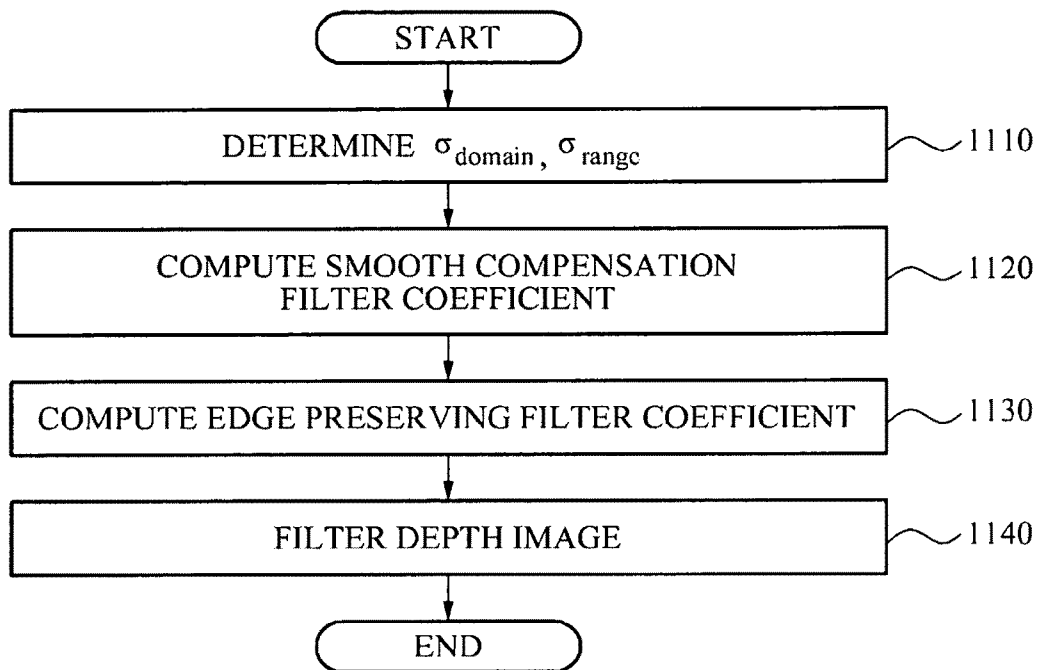 START
DETERMINE σdomain, σrange
1110
COMPUTE SMOOTH COMPENSATION
FILTER COEFFICIENT
1120
COMPUTE EDGE PRESERVING FILTER COEFFICIENT
1130
FILTER DEPTH IMAGE
1140
END